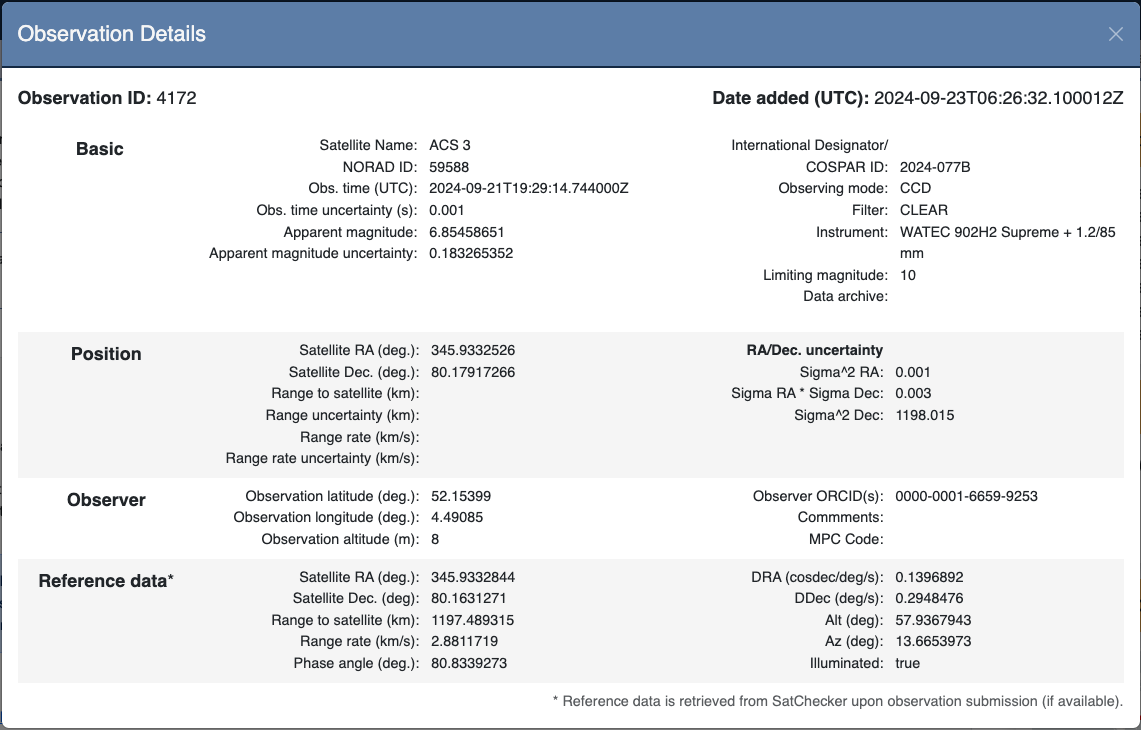 Observation Details
Observation ID: 4172
Date added (UTC): 2024-09-23T06:26:32.100012Z
Basic
Satellite Name: ACS 3
NORAD ID: 59588
Obs. time (UTC): 2024-09-21T19:29:14.744000Z
Obs. time uncertainty (s): 0.001
Apparent magnitude: 6.85458651
Apparent magnitude uncertainty: 0.183265352
International Designator/
COSPAR ID: 2024-077B
Observing mode: CCD
Filter: CLEAR
Instrument: WATEC 902H2 Supreme + 1.2/85
mm
Limiting magnitude: 10
Data archive:
Position
Satellite RA (deg.): 345.9332526
Satellite Dec. (deg.): 80.17917266
Range to satellite (km):
Range uncertainty (km):
Range rate (km/s):
Range rate uncertainty (km/s):
RA/Dec. uncertainty
Sigma^2 RA: 0.001
Sigma RA * Sigma Dec: 0.003
Sigma^2 Dec: 1198.015
Observer
Observation latitude (deg.): 52.15399
Observation longitude (deg.): 4.49085
Observation altitude (m): 8
Observer ORCID(s): 0000-0001-6659-9253
Commments:
MPC Code:
Reference data*
Satellite RA (deg.): 345.9332844
Satellite Dec. (deg): 80.1631271
Range to satellite (km): 1197.489315
Range rate (km/s): 2.8811719
Phase angle (deg.): 80.8339273
DRA (cosdec/deg/s): 0.1396892
DDec (deg/s): 0.2948476
Alt (deg): 57.9367943
Az (deg): 13.6653973
Illuminated: true
* Reference data is retrieved from SatChecker upon observation submission (if available).